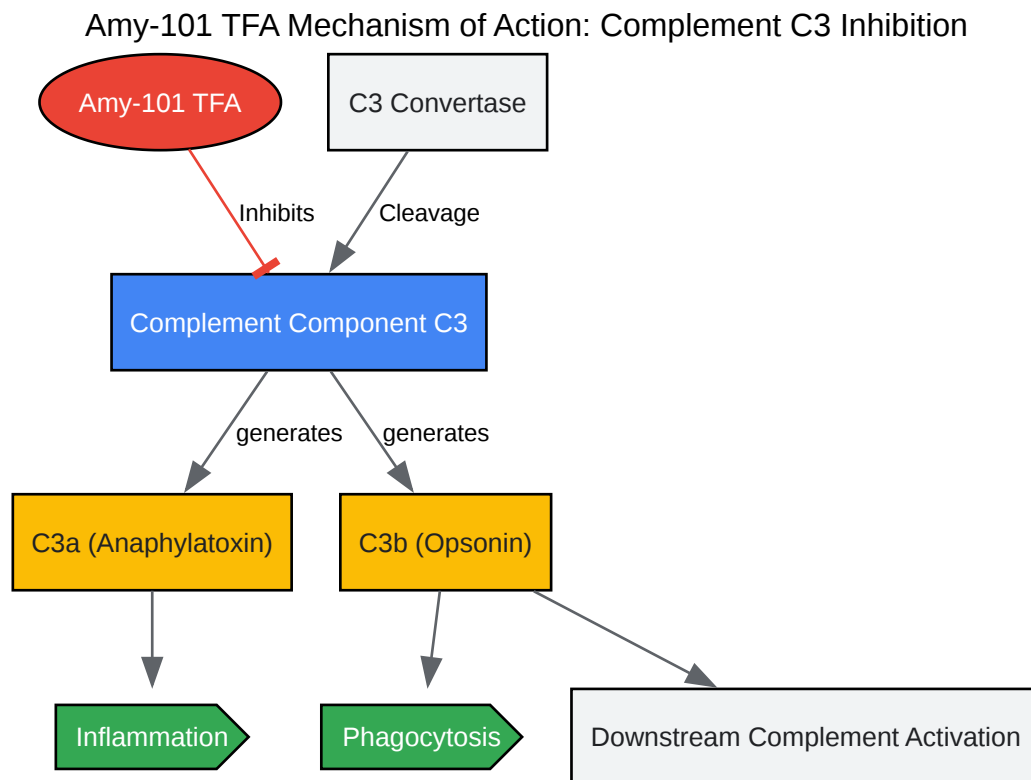 Amy-101 TFA Mechanism of Action: Complement C3 Inhibition
Amy-101 TFA
C3 Convertase
Inhibits
Cleavage
Complement Component C3
generates
generates
C3a (Anaphylatoxin)
C3b (Opsonin)
Inflammation
Phagocytosis
Downstream Complement Activation